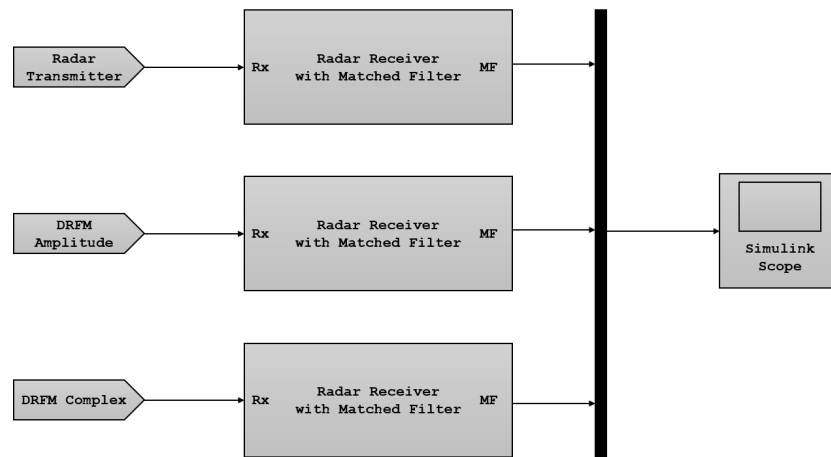 Radar
Transmitter
Rx
Radar Receiver
with Matched Filter
MF
DRFM
Amplitude
Rx
Radar Receiver
with Matched Filter
MF
Simulink
Scope
DRFM Complex
Rx
Radar Receiver
with Matched Filter
MF